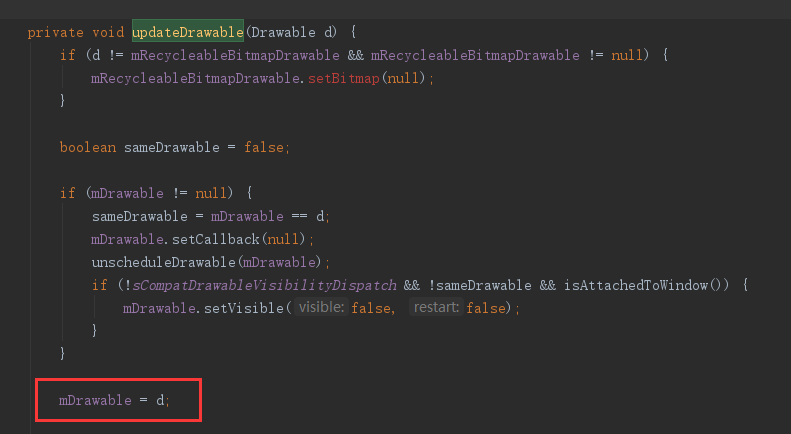 private void updateDrawable(Drawable d) {
if (d != mRecycleableBitmapDrawable && mRecycleableBitmapDrawable != null) {
mRecycleableBitmapDrawable.setBitmap(null);
}
boolean sameDrawable = false;
if (mDrawable != null) {
sameDrawable = mDrawable == d;
mDrawable.setCallback(null);
unscheduleDrawable(mDrawable);
if (!sCompatDrawableVisibilityDispatch && !sameDrawable && isAttachedToWindow()) {
mDrawable.setVisible( visible: false, restart: false);
}
}
mDrawable = d;